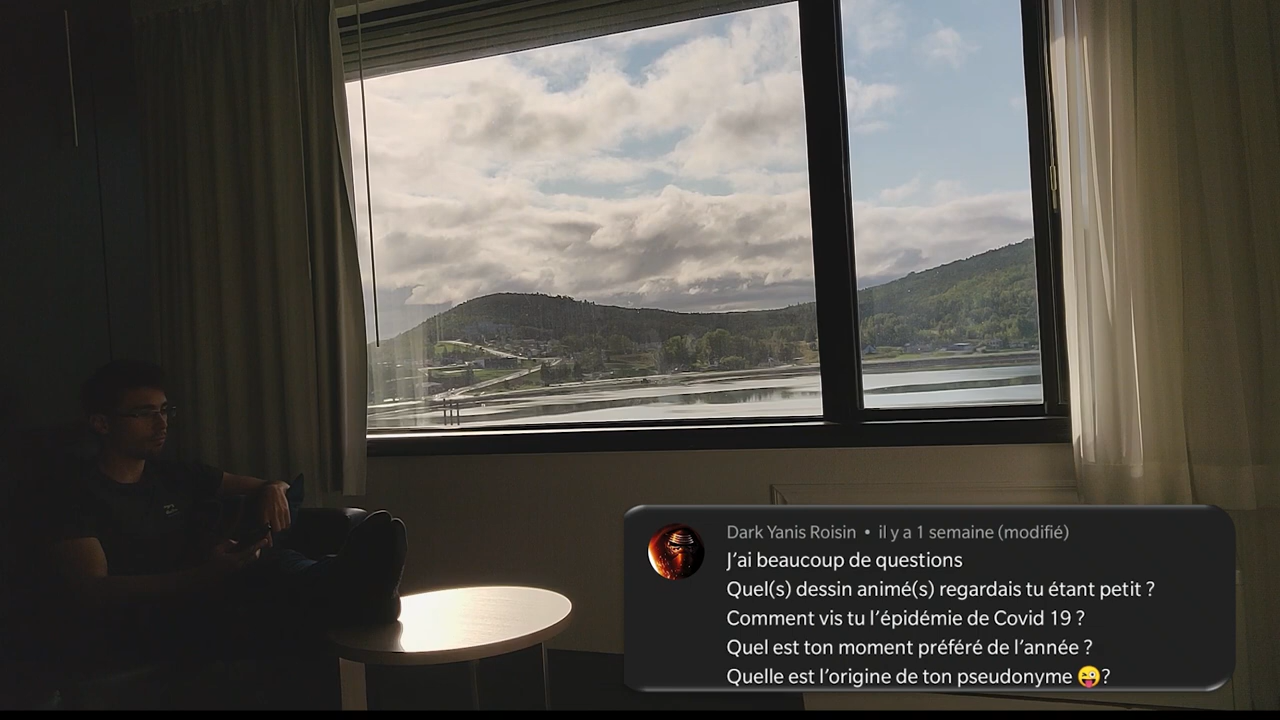 Dark Yanis Roisin • il y a 1 semaine (modifié)
J'ai beaucoup de questions
Quel(s) dessin animé(s) regardais tu étant petit ?
Comment vis tu l'épidémie de Covid 19 ?
Quel est ton moment préféré de l'année ?
Quelle est l'origine de ton pseudonyme 😜?